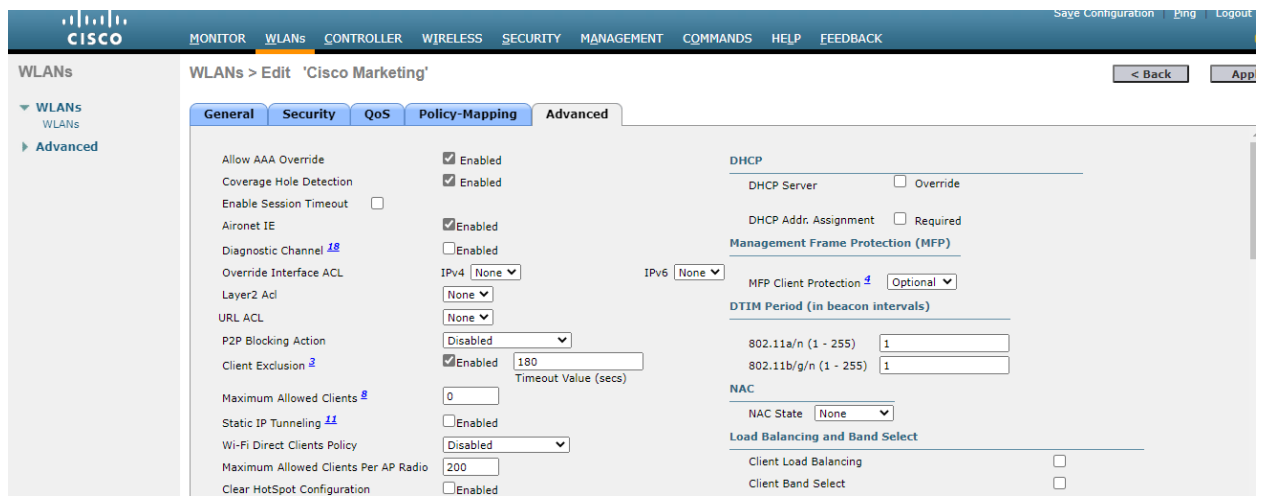 Save Configuration | Ping | Logout
CISCO
MONITOR WLANs CONTROLLER WIRELESS SECURITY MANAGEMENT COMMANDS HELP FEEDBACK
WLANs
WLANs
WLANs
Advanced
WLANs > Edit 'Cisco Marketing'
< Back
General Security QoS Policy-Mapping Advanced
Allow AAA Override Enabled
Coverage Hole Detection Enabled
Enable Session Timeout
Aironet IE Enabled
Diagnostic Channel 18 Enabled
Override Interface ACL IPv4 None IPv6 None
Layer2 Acl None
URL ACL None
P2P Blocking Action Disabled
Client Exclusion 3 Enabled 180
Timeout Value (secs)
Maximum Allowed Clients 8 0
Static IP Tunneling 11 Enabled
Wi-Fi Direct Clients Policy Disabled
Maximum Allowed Clients Per AP Radio 200
Clear HotSpot Configuration Enabled
DHCP
DHCP Server Override
DHCP Addr. Assignment Required
Management Frame Protection (MFP)
MFP Client Protection 4 Optional
DTIM Period (in beacon intervals)
802.11a/n (1 - 255) 1
802.11b/g/n (1 - 255) 1
NAC
NAC State None
Load Balancing and Band Select
Client Load Balancing
Client Band Select